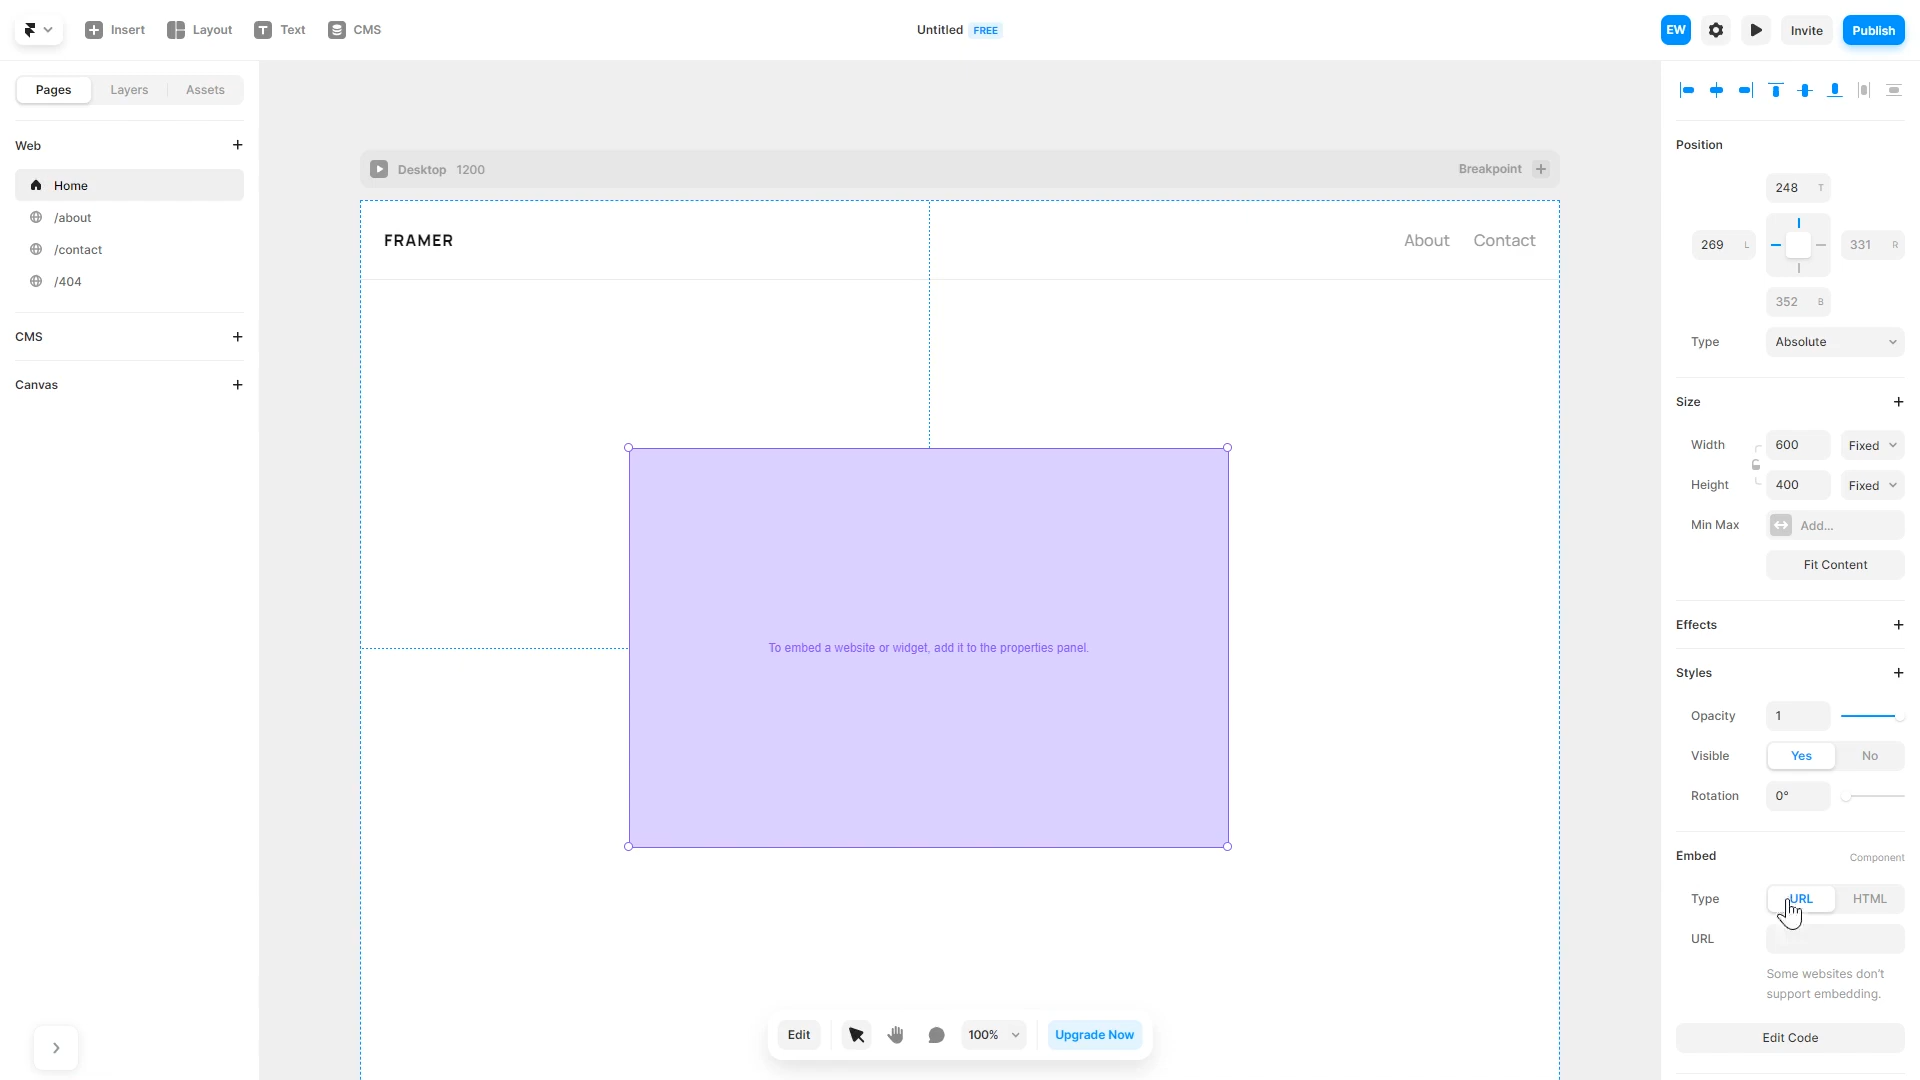 Insert
Layout
Text
CMS
Untitled FREE
EW
Invite
Publish
Pages
Layers
Assets
Web
Home
/about
/contact
/404
CMS
Canvas
Desktop 1200
Breakpoint
FRAMER
About
Contact
To embed a website or widget, add it to the properties panel.
Edit
100%
Upgrade Now
Position
248 T
269 L
331 R
352 B
Type Absolute
Size
Width 600 Fixed
Height 400 Fixed
Min Max Add...
Fit Content
Effects
Styles
Opacity 1
Visible Yes No
Rotation 0°
Embed Component
Type URL HTML
URL
Some websites don't
support embedding.
Edit Code